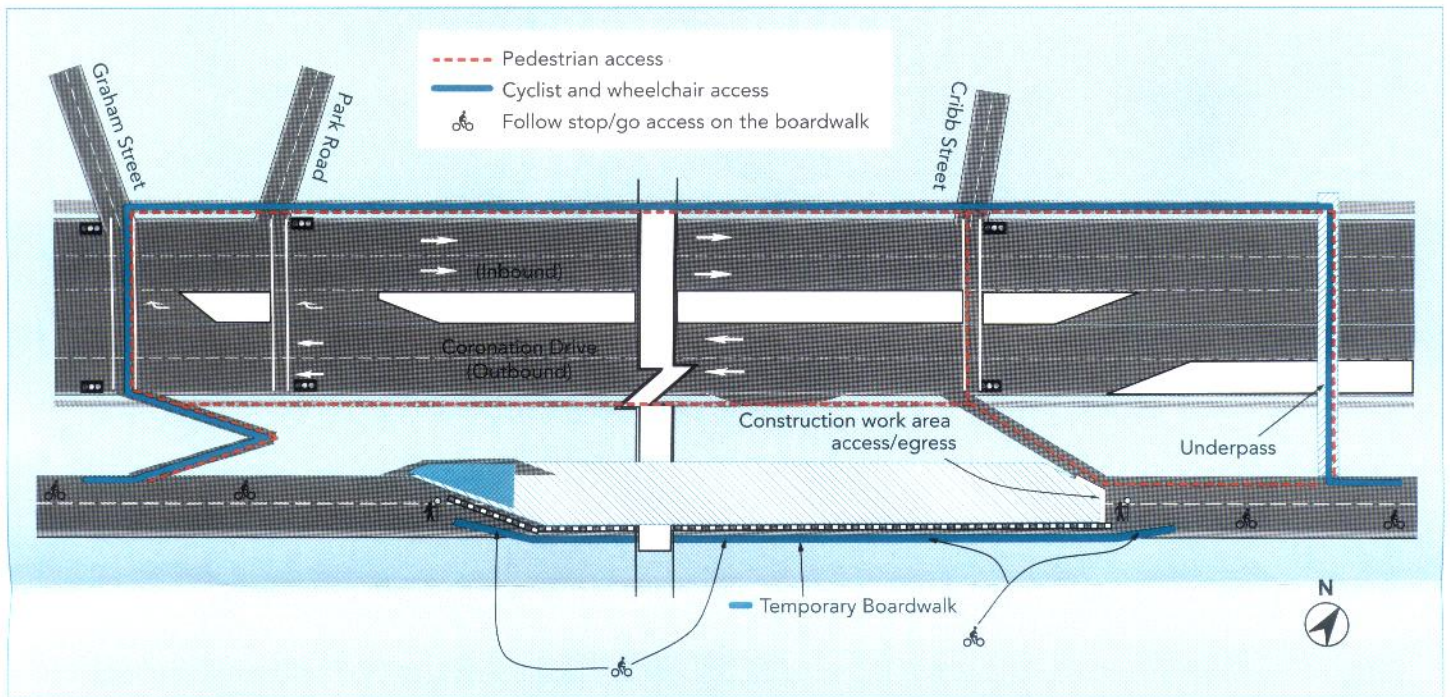 Pedestrian access
Cyclist and wheelchair access
Follow stop/go access on the boardwalk
Graham Street
Park Road
Cribb Street
(Inbound)
Coronation Drive
(Outbound)
Construction work area
access/egress
Underpass
Temporary Boardwalk
N